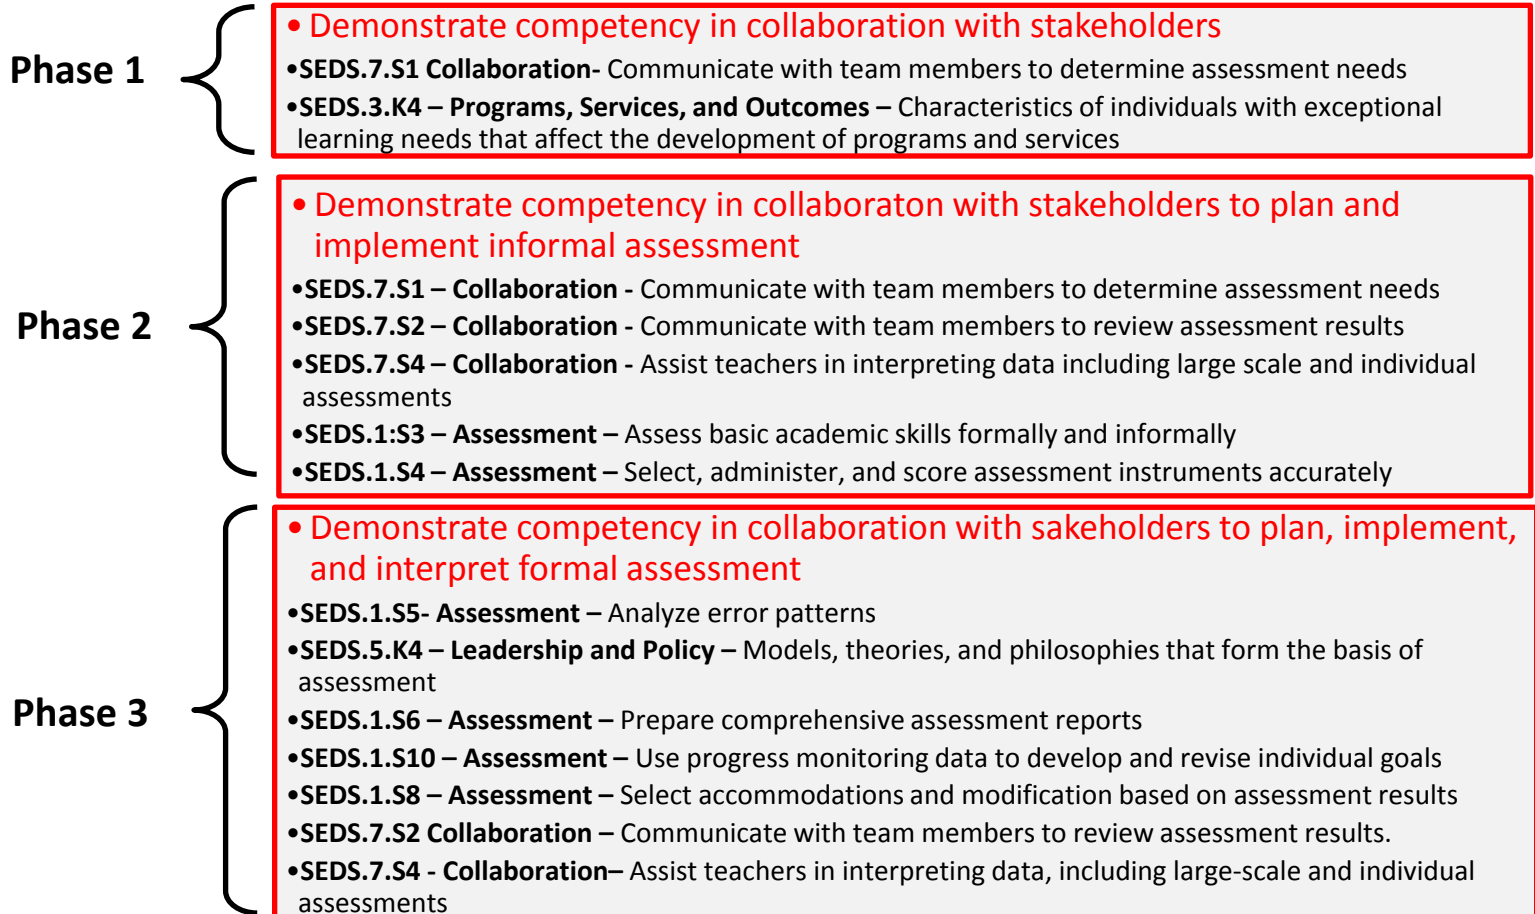 Phase 1
• Demonstrate competency in collaboration with stakeholders
•SEDS.7.S1 Collaboration- Communicate with team members to determine assessment needs
•SEDS.3.K4 – Programs, Services, and Outcomes – Characteristics of individuals with exceptional
learning needs that affect the development of programs and services
Phase 2
• Demonstrate competency in collaboraton with stakeholders to plan and
implement informal assessment
•SEDS.7.S1 – Collaboration - Communicate with team members to determine assessment needs
•SEDS.7.S2 – Collaboration - Communicate with team members to review assessment results
•SEDS.7.S4 – Collaboration - Assist teachers in interpreting data including large scale and individual
assessments
•SEDS.1:S3 – Assessment – Assess basic academic skills formally and informally
•SEDS.1.S4 – Assessment – Select, administer, and score assessment instruments accurately
Phase 3
• Demonstrate competency in collaboration with sakeholders to plan, implement,
and interpret formal assessment
•SEDS.1.S5- Assessment – Analyze error patterns
•SEDS.5.K4 – Leadership and Policy – Models, theories, and philosophies that form the basis of
assessment
•SEDS.1.S6 – Assessment – Prepare comprehensive assessment reports
•SEDS.1.S10 – Assessment – Use progress monitoring data to develop and revise individual goals
•SEDS.1.S8 – Assessment – Select accommodations and modification based on assessment results
•SEDS.7.S2 Collaboration – Communicate with team members to review assessment results.
•SEDS.7.S4 - Collaboration– Assist teachers in interpreting data, including large-scale and individual
assessments